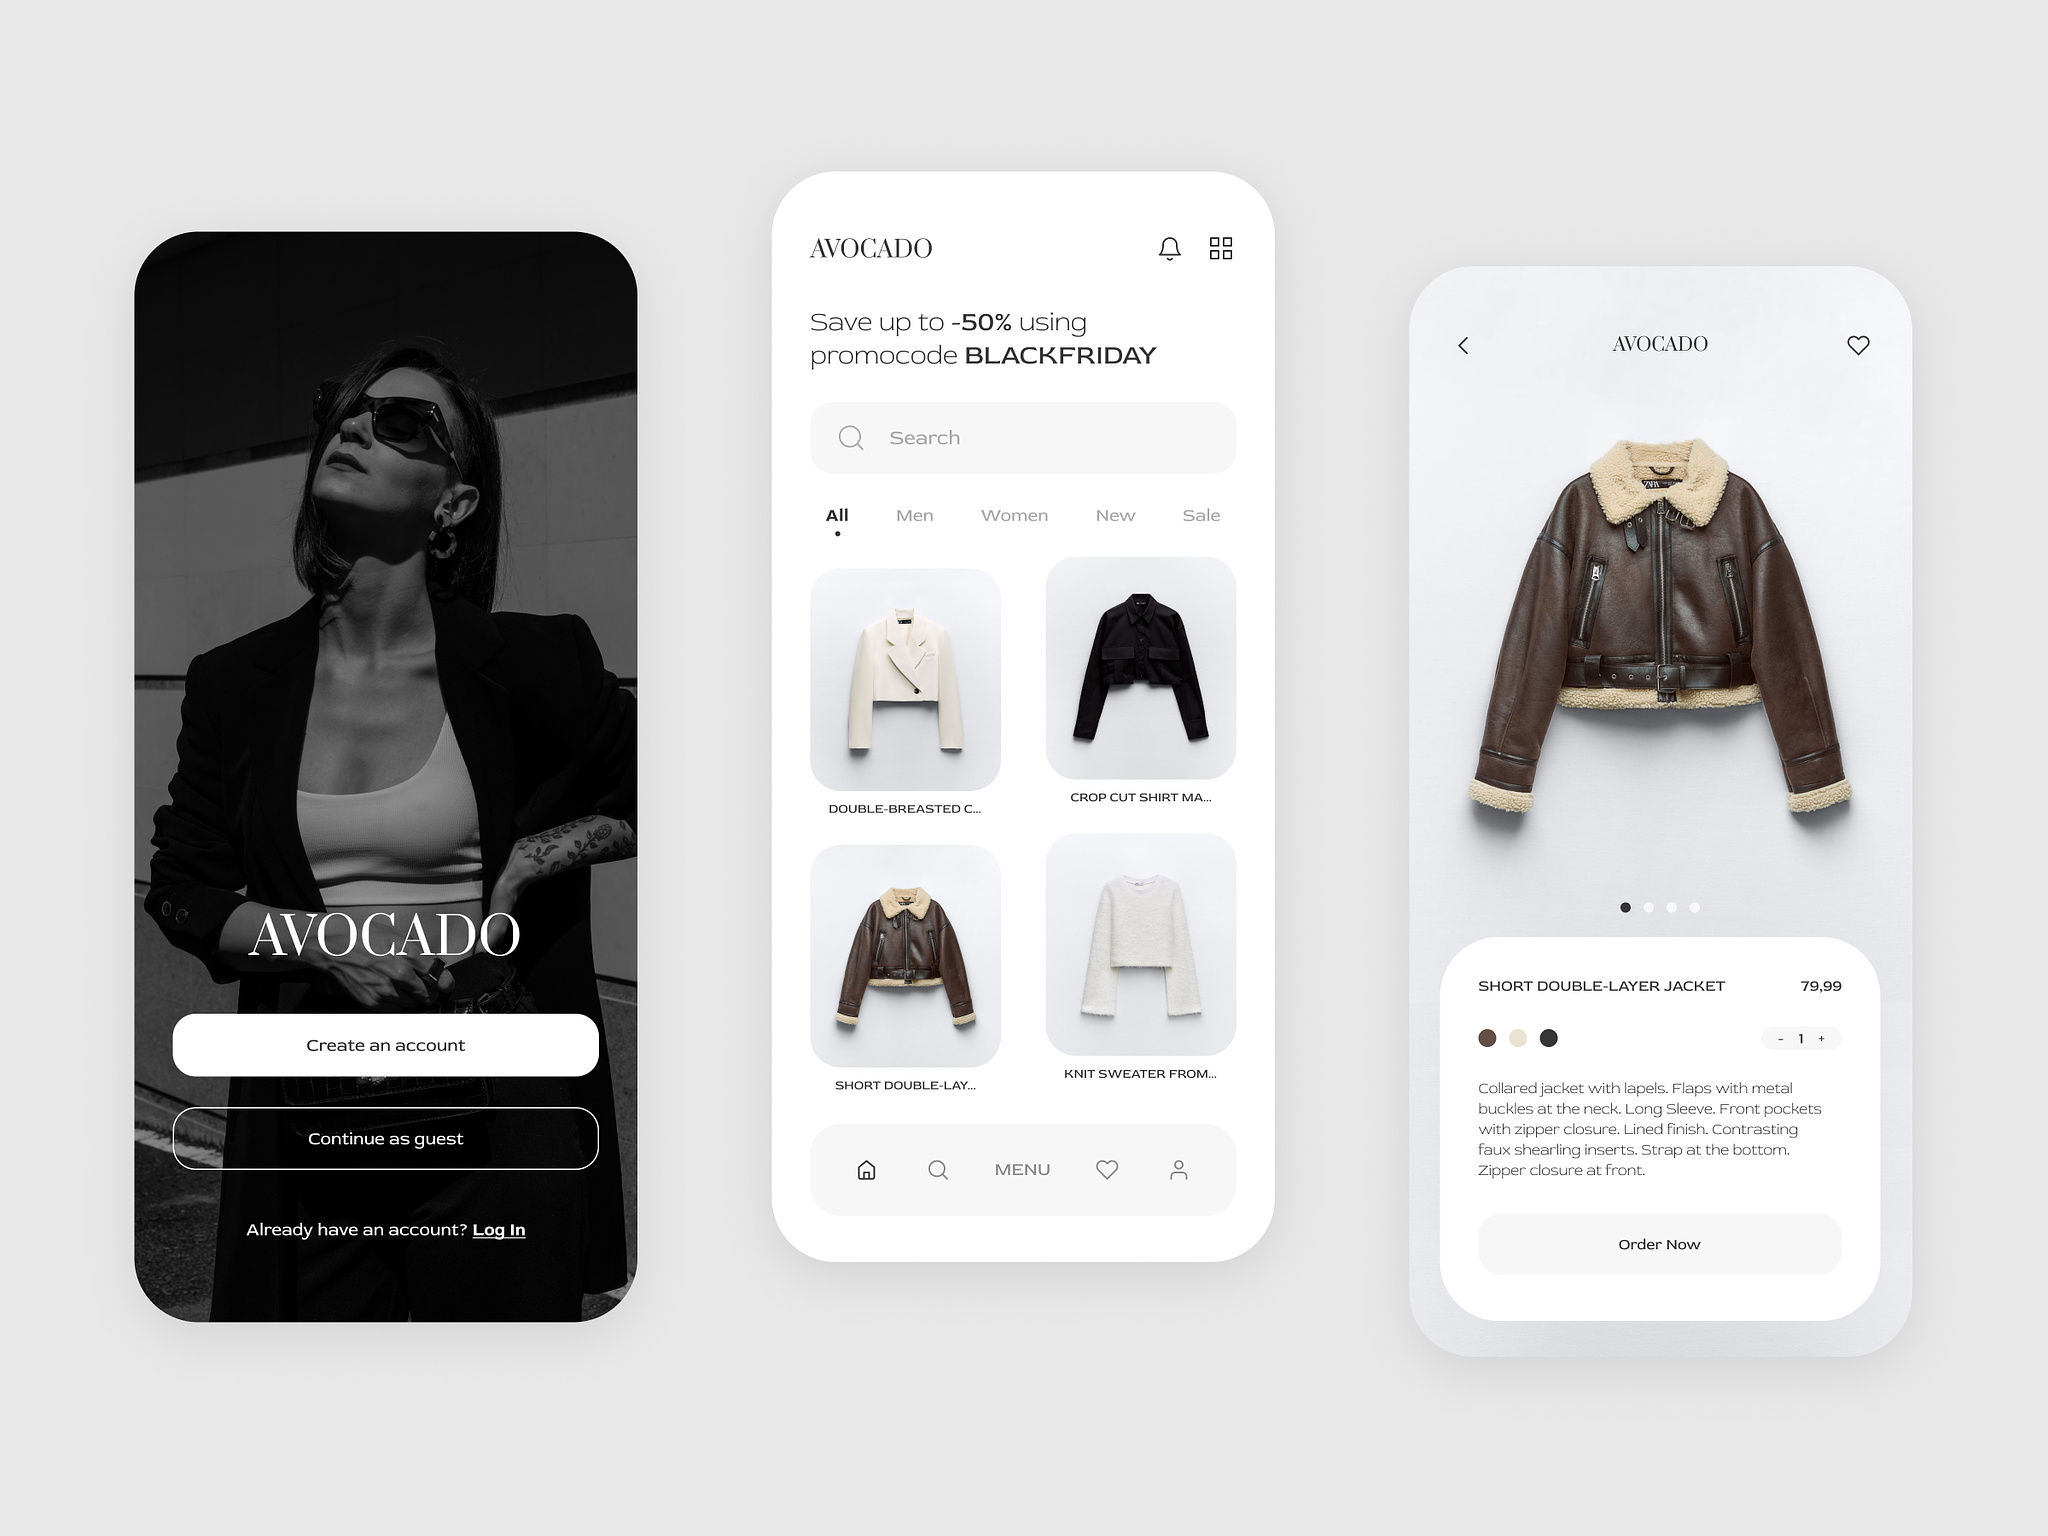 AVOCADO
Create an account
Continue as guest
Already have an account? Log In
AVOCADO
Save up to -50% using
promocode BLACKFRIDAY
Search
All Men Women New Sale
DOUBLE-BREASTED C...
CROP CUT SHIRT MA...
SHORT DOUBLE-LAY...
KNIT SWEATER FROM...
MENU
AVOCADO
ZARA
SHORT DOUBLE-LAYER JACKET 79,99
- 1 +
Collared jacket with lapels. Flaps with metal
buckles at the neck. Long Sleeve. Front pockets
with zipper closure. Lined finish. Contrasting
faux shearling inserts. Strap at the bottom.
Zipper closure at front.
Order Now